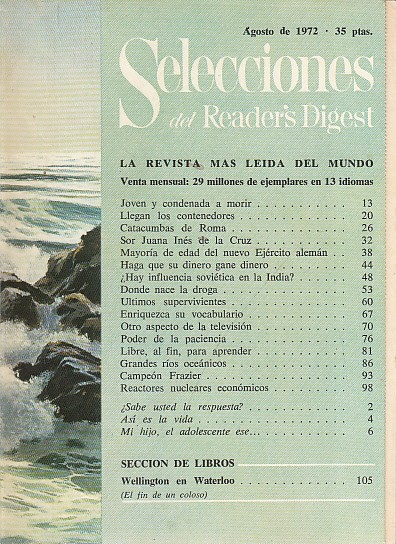 Agosto de 1972 · 35 ptas.
Selecciones
del Reader's Digest
LA REVISTA MAS LEIDA DEL MUNDO
Venta mensual: 29 millones de ejemplares en 13 idiomas
Joven y condenada a morir . . . . . . . . . . . . 13
Llegan los contenedores . . . . . . . . . . . . 20
Catacumbas de Roma . . . . . . . . . . . . 26
Sor Juana Inés de la Cruz . . . . . . . . . . . . 32
Mayoría de edad del nuevo Ejército alemán . . 38
Haga que su dinero gane dinero . . . . . . . . 44
¿Hay influencia soviética en la India? . . . . . . 48
Donde nace la droga . . . . . . . . . . . . 53
Ultimos supervivientes . . . . . . . . . . . . 60
Enriquezca su vocabulario . . . . . . . . . . . . 67
Otro aspecto de la televisión . . . . . . . . . . 70
Poder de la paciencia . . . . . . . . . . . . 76
Libre, al fin, para aprender . . . . . . . . . . 81
Grandes ríos oceánicos . . . . . . . . . . . . 86
Campeón Frazier . . . . . . . . . . . . 93
Reactores nucleares económicos . . . . . . . . 98
¿Sabe usted la respuesta? . . . . . . . . . . . . 2
Así es la vida . . . . . . . . . . . . 4
Mi hijo, el adolescente ese... . . . . . . . . . . 6
SECCION DE LIBROS
Wellington en Waterloo . . . . . . . . . . . . 105
(El fin de un coloso)